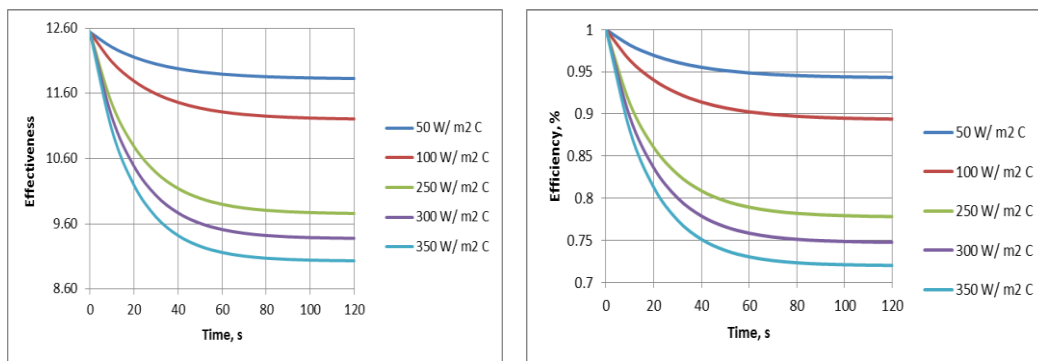 12.60
11.60
10.60
9.60
8.60
Effectiveness
0 20 40 60 80 100 120
Time, s
50 W/ m2 C
100 W/ m2 C
250 W/ m2 C
300 W/ m2 C
350 W/ m2 C
1
0.95
0.9
0.85
0.8
0.75
0.7
Efficiency, %
0 20 40 60 80 100 120
Time, s
50 W/ m2 C
100 W/ m2 C
250 W/ m2 C
300 W/ m2 C
350 W/ m2 C